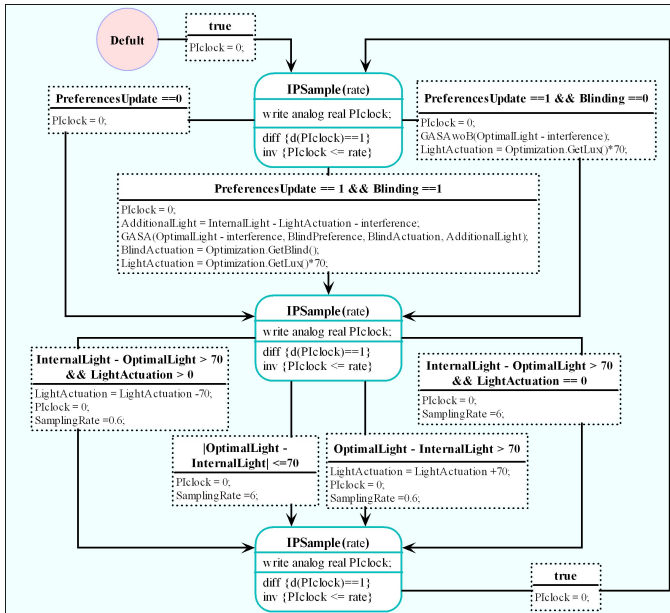 true
PIclock = 0;
Defult
IPSample(rate)
write analog real PIclock;
diff {d(PIclock)==1}
inv {PIclock <= rate}
PreferencesUpdate ==0
PIclock = 0;
PreferencesUpdate ==1 && Blinding ==0
PIclock = 0;
GASAwoB(OptimalLight - interference);
LightActuation = Optimization.GetLux()*70;
PreferencesUpdate == 1 && Blinding ==1
PIclock = 0;
AdditionalLight = InternalLight - LightActuation - interference;
GASA(OptimalLight - interference, BlindPreference, BlindActuation, AdditionalLight);
BlindActuation = Optimization.GetBlind();
LightActuation = Optimization.GetLux()*70;
IPSample(rate)
write analog real PIclock;
diff {d(PIclock)==1}
inv {PIclock <= rate}
InternalLight - OptimalLight > 70
&& LightActuation > 0
LightActuation = LightActuation -70;
PIclock = 0;
SamplingRate =0.6;
InternalLight - OptimalLight > 70
&& LightActuation == 0
PIclock = 0;
SamplingRate =6;
|OptimalLight -
InternalLight| <=70
PIclock = 0;
SamplingRate =6;
OptimalLight - InternalLight > 70
LightActuation = LightActuation +70;
PIclock = 0;
SamplingRate =0.6;
IPSample(rate)
write analog real PIclock;
diff {d(PIclock)==1}
inv {PIclock <= rate}
true
PIclock = 0;